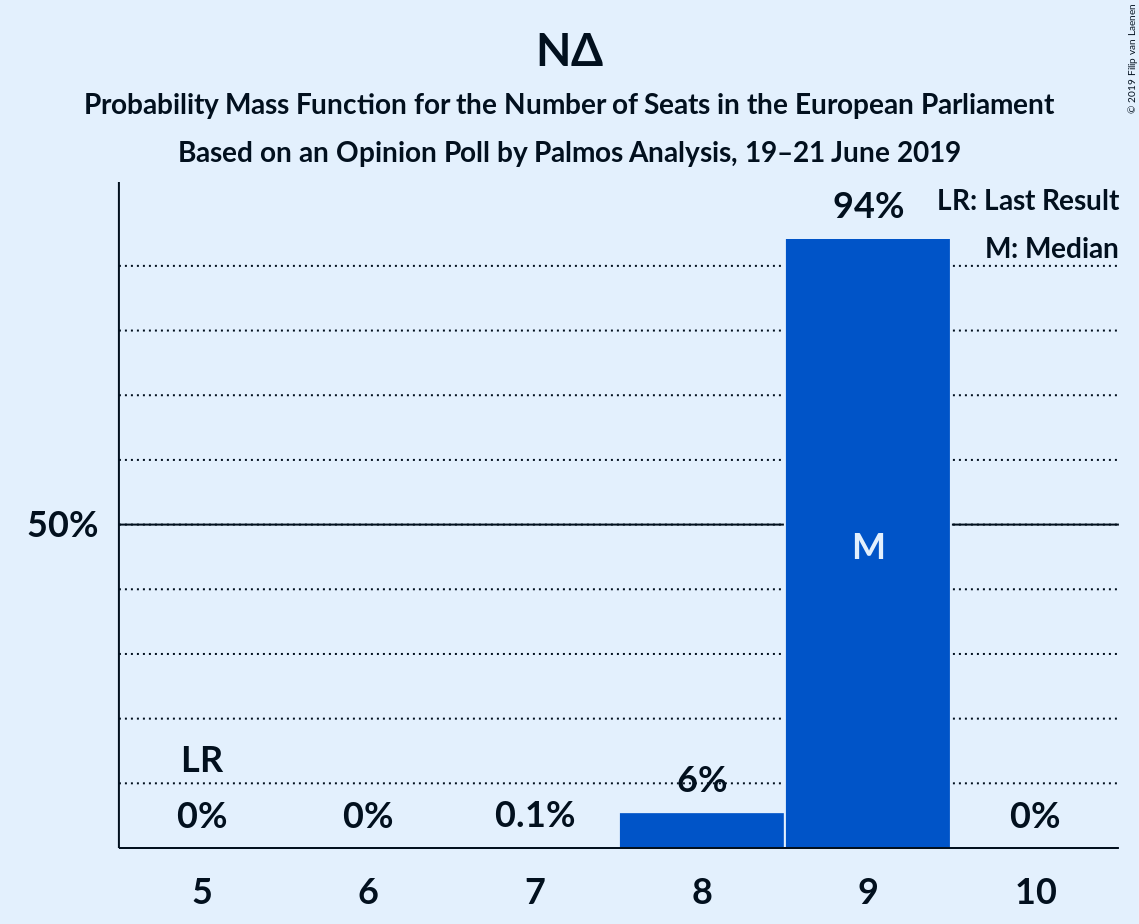 ΝΔ
Probability Mass Function for the Number of Seats in the European Parliament
Based on an Opinion Poll by Palmos Analysis, 19–21 June 2019
© 2019 Filip van Laenen
LR: Last Result
M: Median
94%
50%
M
LR
6%
0%
0%
0.1%
0%
5
6
7
8
9
10